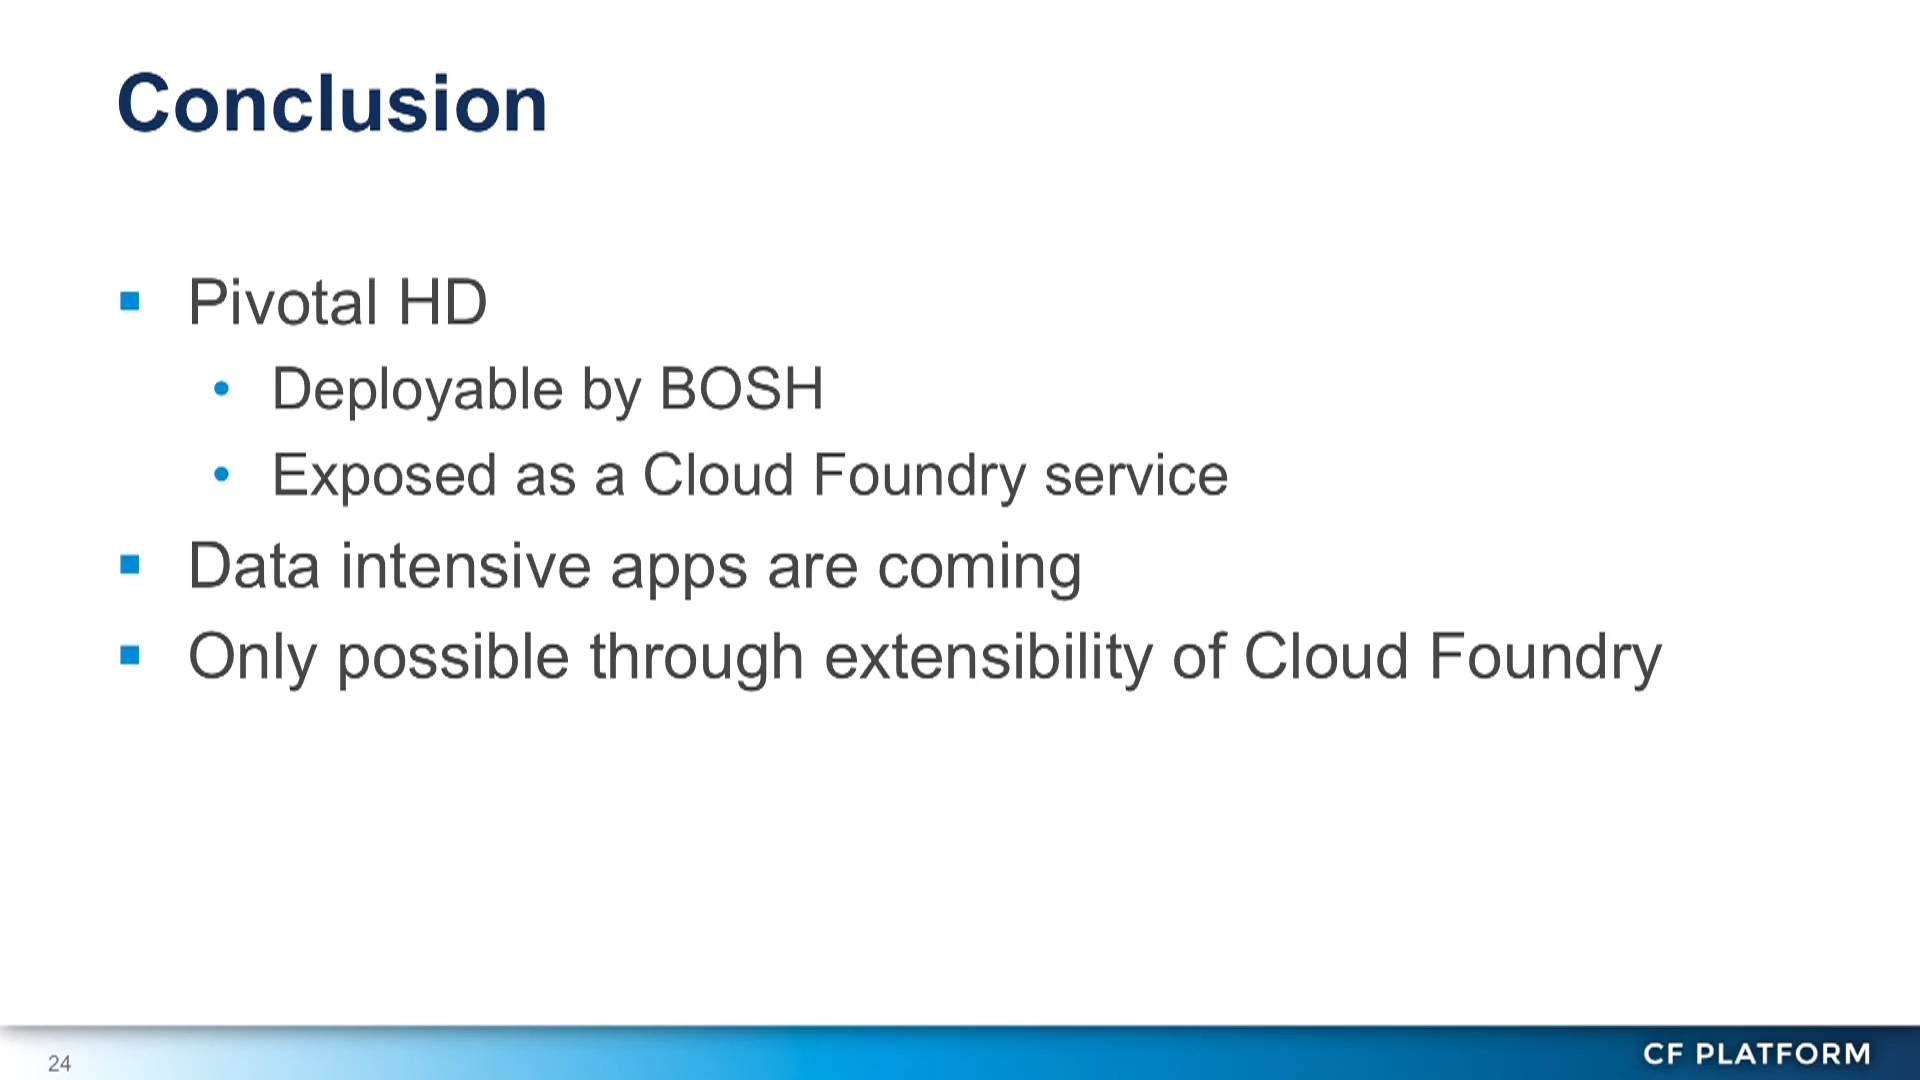 Conclusion
Pivotal HD
Deployable by BOSH
Exposed as a Cloud Foundry service
Data intensive apps are coming
Only possible through extensibility of Cloud Foundry
24
CF PLATFORM